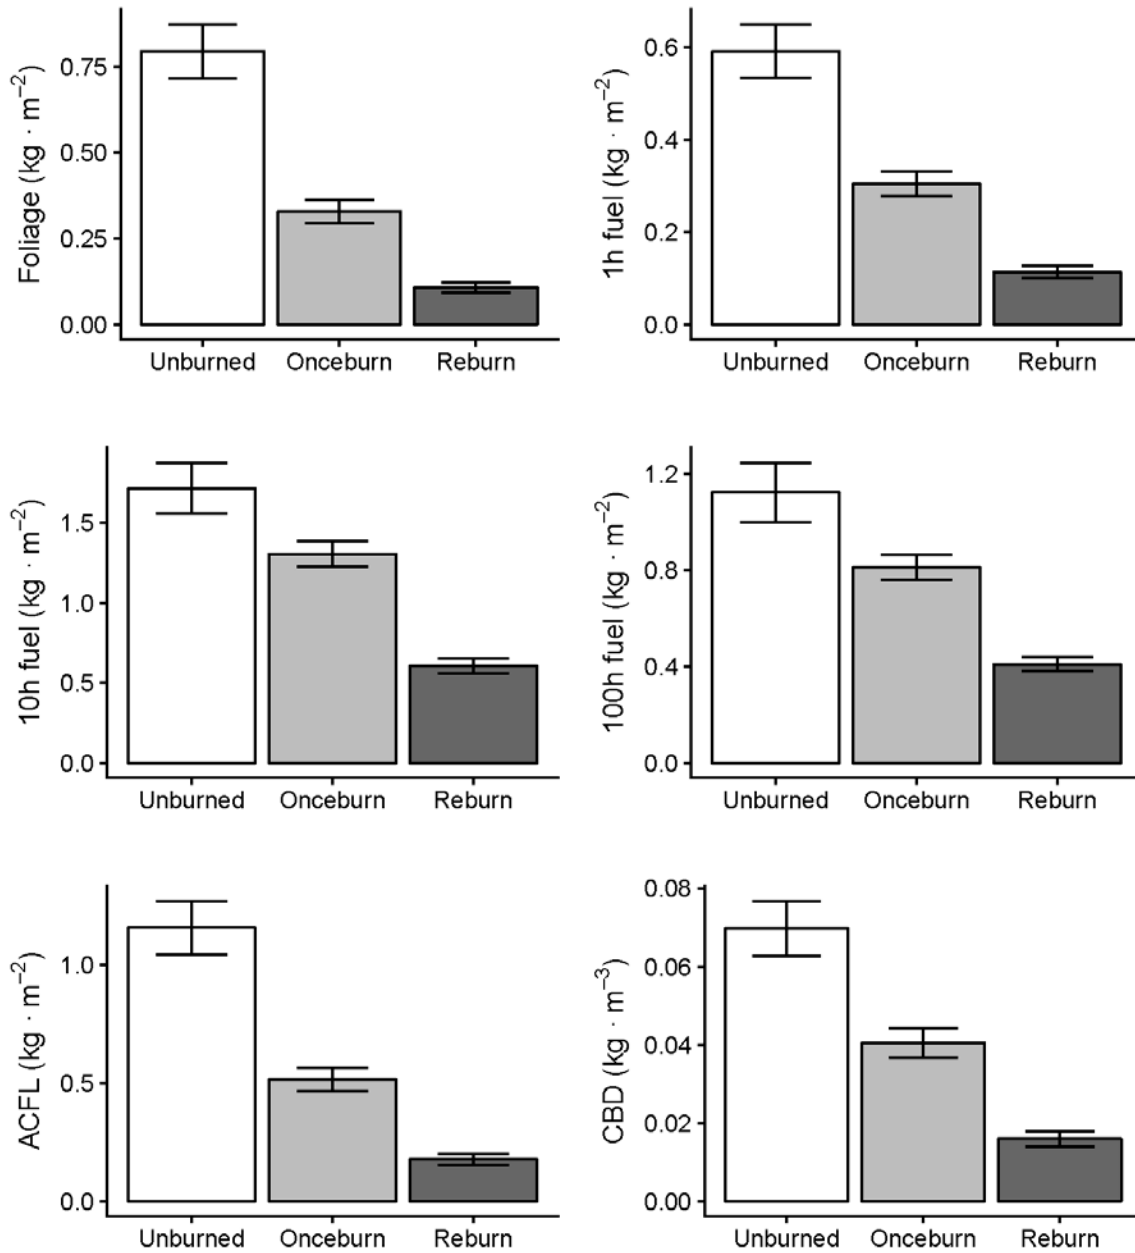 Foliage (kg · m⁻²)
0.75
0.50
0.25
0.00
Unburned Onceburn Reburn
1h fuel (kg · m⁻²)
0.6
0.4
0.2
0.0
Unburned Onceburn Reburn
10h fuel (kg · m⁻²)
1.5
1.0
0.5
0.0
Unburned Onceburn Reburn
100h fuel (kg · m⁻²)
1.2
0.8
0.4
0.0
Unburned Onceburn Reburn
ACFL (kg · m⁻²)
1.0
0.5
0.0
Unburned Onceburn Reburn
CBD (kg · m⁻³)
0.08
0.06
0.04
0.02
0.00
Unburned Onceburn Reburn